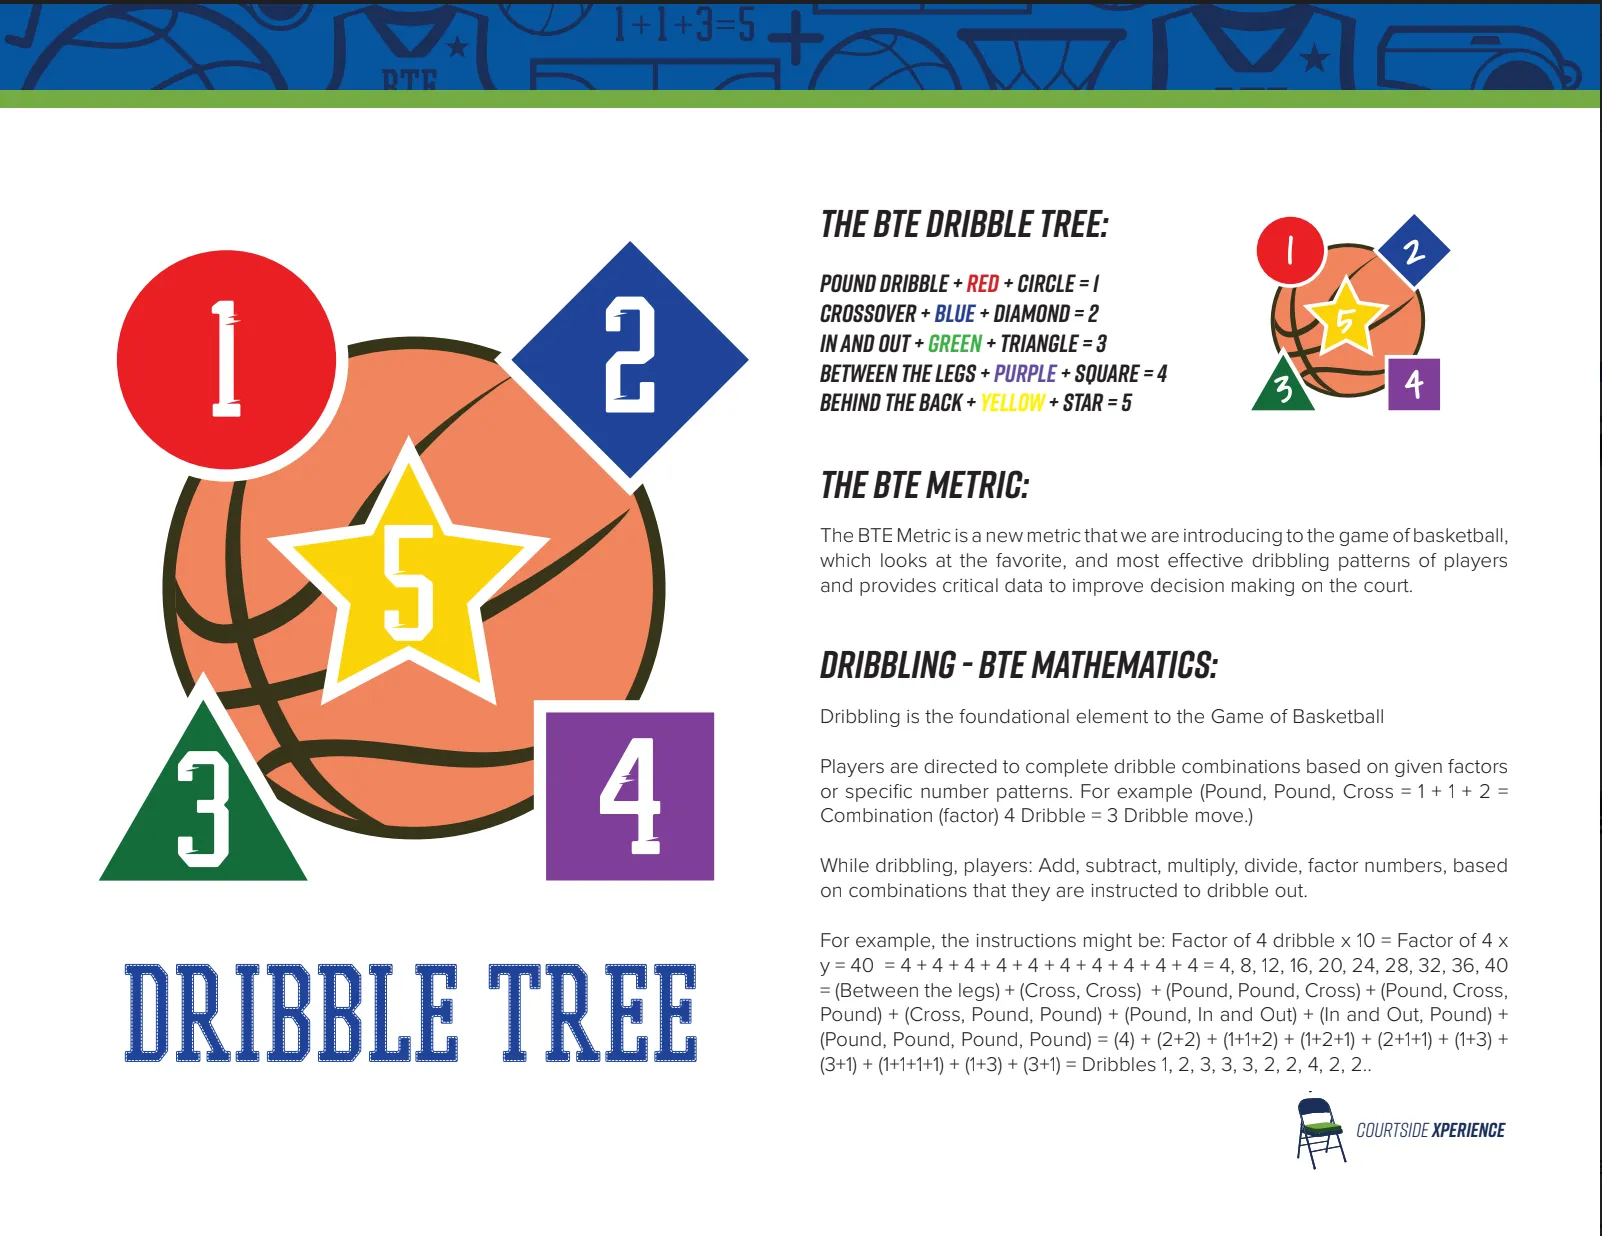 1+1+3=5
BTE
1
2
5
3
4
DRIBBLE TREE
THE BTE DRIBBLE TREE:
POUND DRIBBLE + RED + CIRCLE = 1
CROSSOVER + BLUE + DIAMOND = 2
IN AND OUT + GREEN + TRIANGLE = 3
BETWEEN THE LEGS + PURPLE + SQUARE = 4
BEHIND THE BACK + YELLOW + STAR = 5
1
2
5
3
4
THE BTE METRIC:
The BTE Metric is a new metric that we are introducing to the game of basketball,
which looks at the favorite, and most effective dribbling patterns of players
and provides critical data to improve decision making on the court.
DRIBBLING - BTE MATHEMATICS:
Dribbling is the foundational element to the Game of Basketball
Players are directed to complete dribble combinations based on given factors
or specific number patterns. For example (Pound, Pound, Cross = 1 + 1 + 2 =
Combination (factor) 4 Dribble = 3 Dribble move.)
While dribbling, players: Add, subtract, multiply, divide, factor numbers, based
on combinations that they are instructed to dribble out.
For example, the instructions might be: Factor of 4 dribble x 10 = Factor of 4 x
y = 40 = 4 + 4 + 4 + 4 + 4 + 4 + 4 + 4 + 4 + 4 = 4, 8, 12, 16, 20, 24, 28, 32, 36, 40
= (Between the legs) + (Cross, Cross) + (Pound, Pound, Cross) + (Pound, Cross,
Pound) + (Cross, Pound, Pound) + (Pound, In and Out) + (In and Out, Pound) +
(Pound, Pound, Pound, Pound) = (4) + (2+2) + (1+1+2) + (1+2+1) + (2+1+1) + (1+3) +
(3+1) + (1+1+1+1) + (1+3) + (3+1) = Dribbles 1, 2, 3, 3, 3, 2, 2, 4, 2, 2..
COURTSIDE XPERIENCE